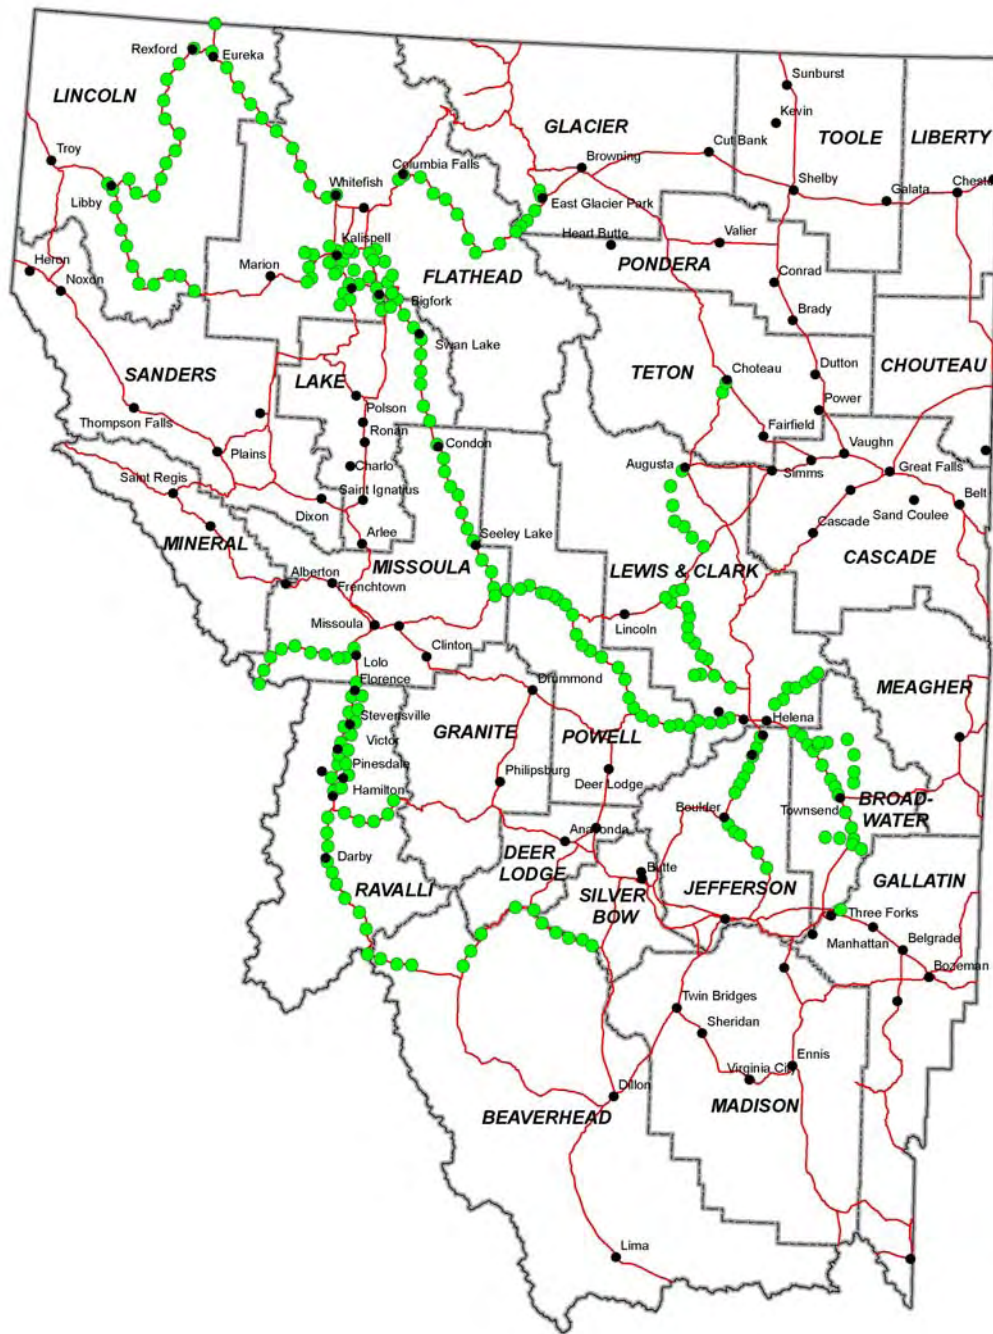 Rexford
Eureka
Sunburst
LINCOLN
Kevin
GLACIER
TOOLE
LIBERTY
Troy
Cut Bank
Columbia Falls
Browning
Libby
Whitefish
Shelby
Galata
East Glacier Park
Heart Butte
Valier
Kalispell
Marion
FLATHEAD
PONDERA
Heron
Noxon
Conrad
Bigfork
Brady
Swan Lake
SANDERS
LAKE
TETON
Choteau
Dutton
CHOUTEAU
Polson
Power
Thompson Falls
Ronan
Fairfield
Condon
Vaughn
Plains
Charlo
Augusta
Simms
Great Falls
Saint Regis
Saint Ignatius
Belt
Dixon
Sand Coulee
Cascade
MINERAL
Arlee
Seeley Lake
CASCADE
MISSOULA
LEWIS & CLARK
Alberton
Frenchtown
Lincoln
Missoula
Clinton
Lolo
Florence
Drummond
MEAGHER
Stevensville
Helena
GRANITE
POWELL
Victor
Pinesdale
Philipsburg
Deer Lodge
Hamilton
Boulder
Townsend
BROAD-
WATER
Anaconda
Darby
DEER
LODGE
RAVALLI
Butte
SILVER
BOW
JEFFERSON
GALLATIN
Three Forks
Manhattan
Belgrade
Bozeman
Twin Bridges
Sheridan
Virginia City
Ennis
Dillon
BEAVERHEAD
MADISON
Lima